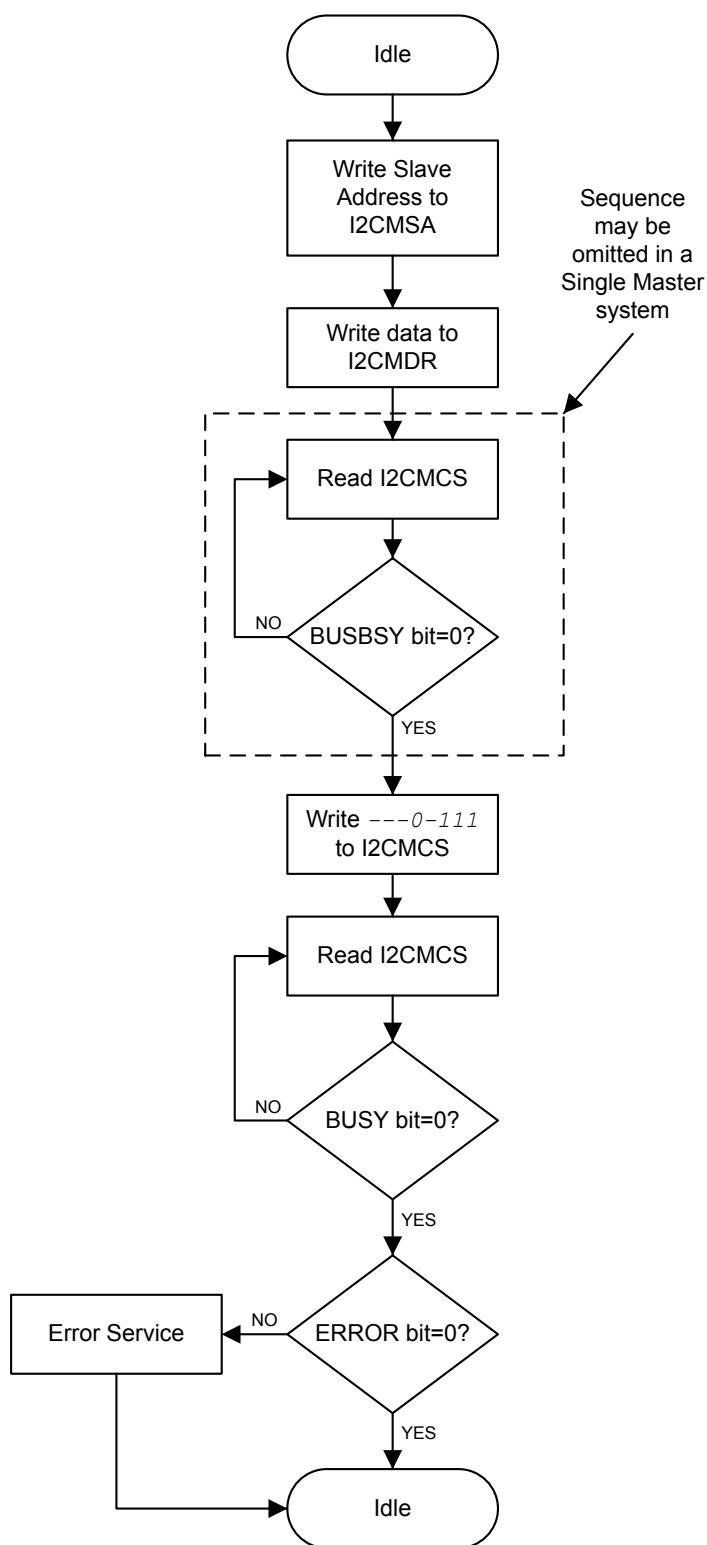 Idle
Write Slave
Address to
I2CMSA
Sequence
may be
omitted in a
Single Master
system
Write data to
I2CMDR
Read I2CMCS
NO
BUSBSY bit=0?
YES
Write ---0-111
to I2CMCS
Read I2CMCS
NO
BUSY bit=0?
YES
Error Service
NO
ERROR bit=0?
YES
Idle